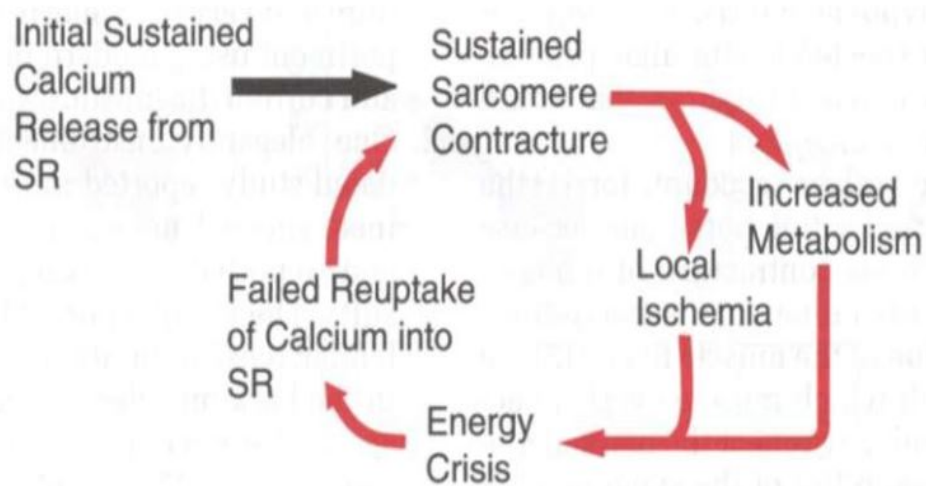 Initial Sustained
Calcium
Release from
SR
Sustained
Sarcomere
Contracture
Increased
Metabolism
Local
Ischemia
Failed Reuptake
of Calcium into
SR
Energy
Crisis